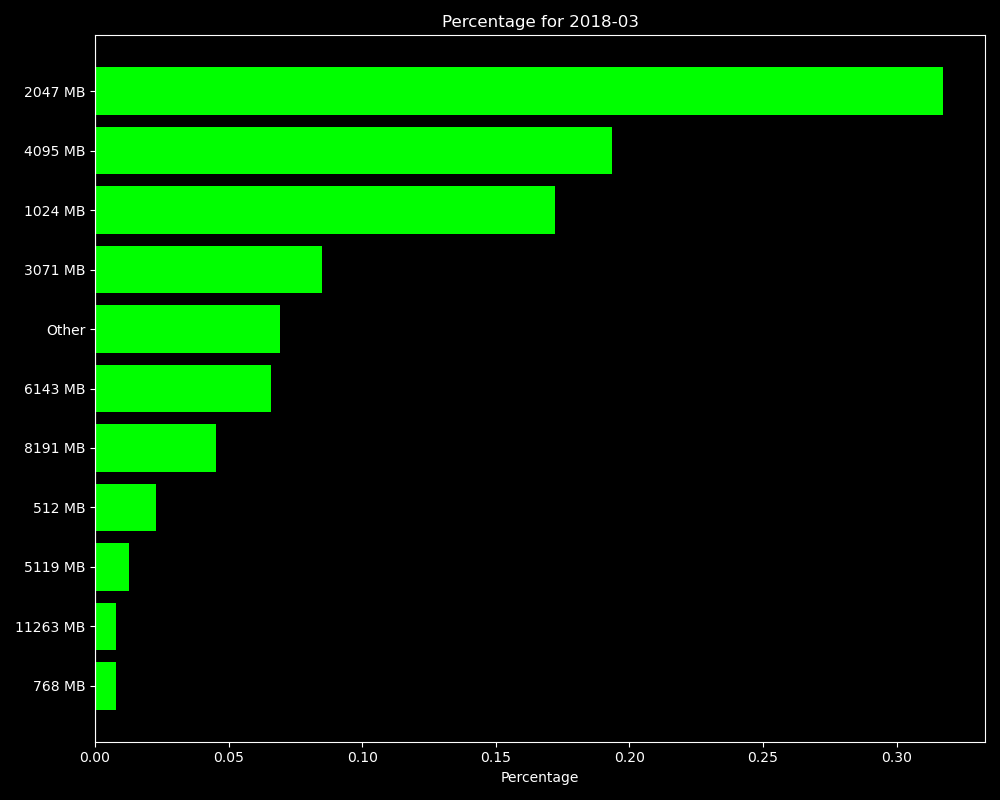 Percentage for 2018-03
2047 MB
4095 MB
1024 MB
3071 MB
Other
6143 MB
8191 MB
512 MB
5119 MB
11263 MB
768 MB
0.00 0.05 0.10 0.15 0.20 0.25 0.30
Percentage